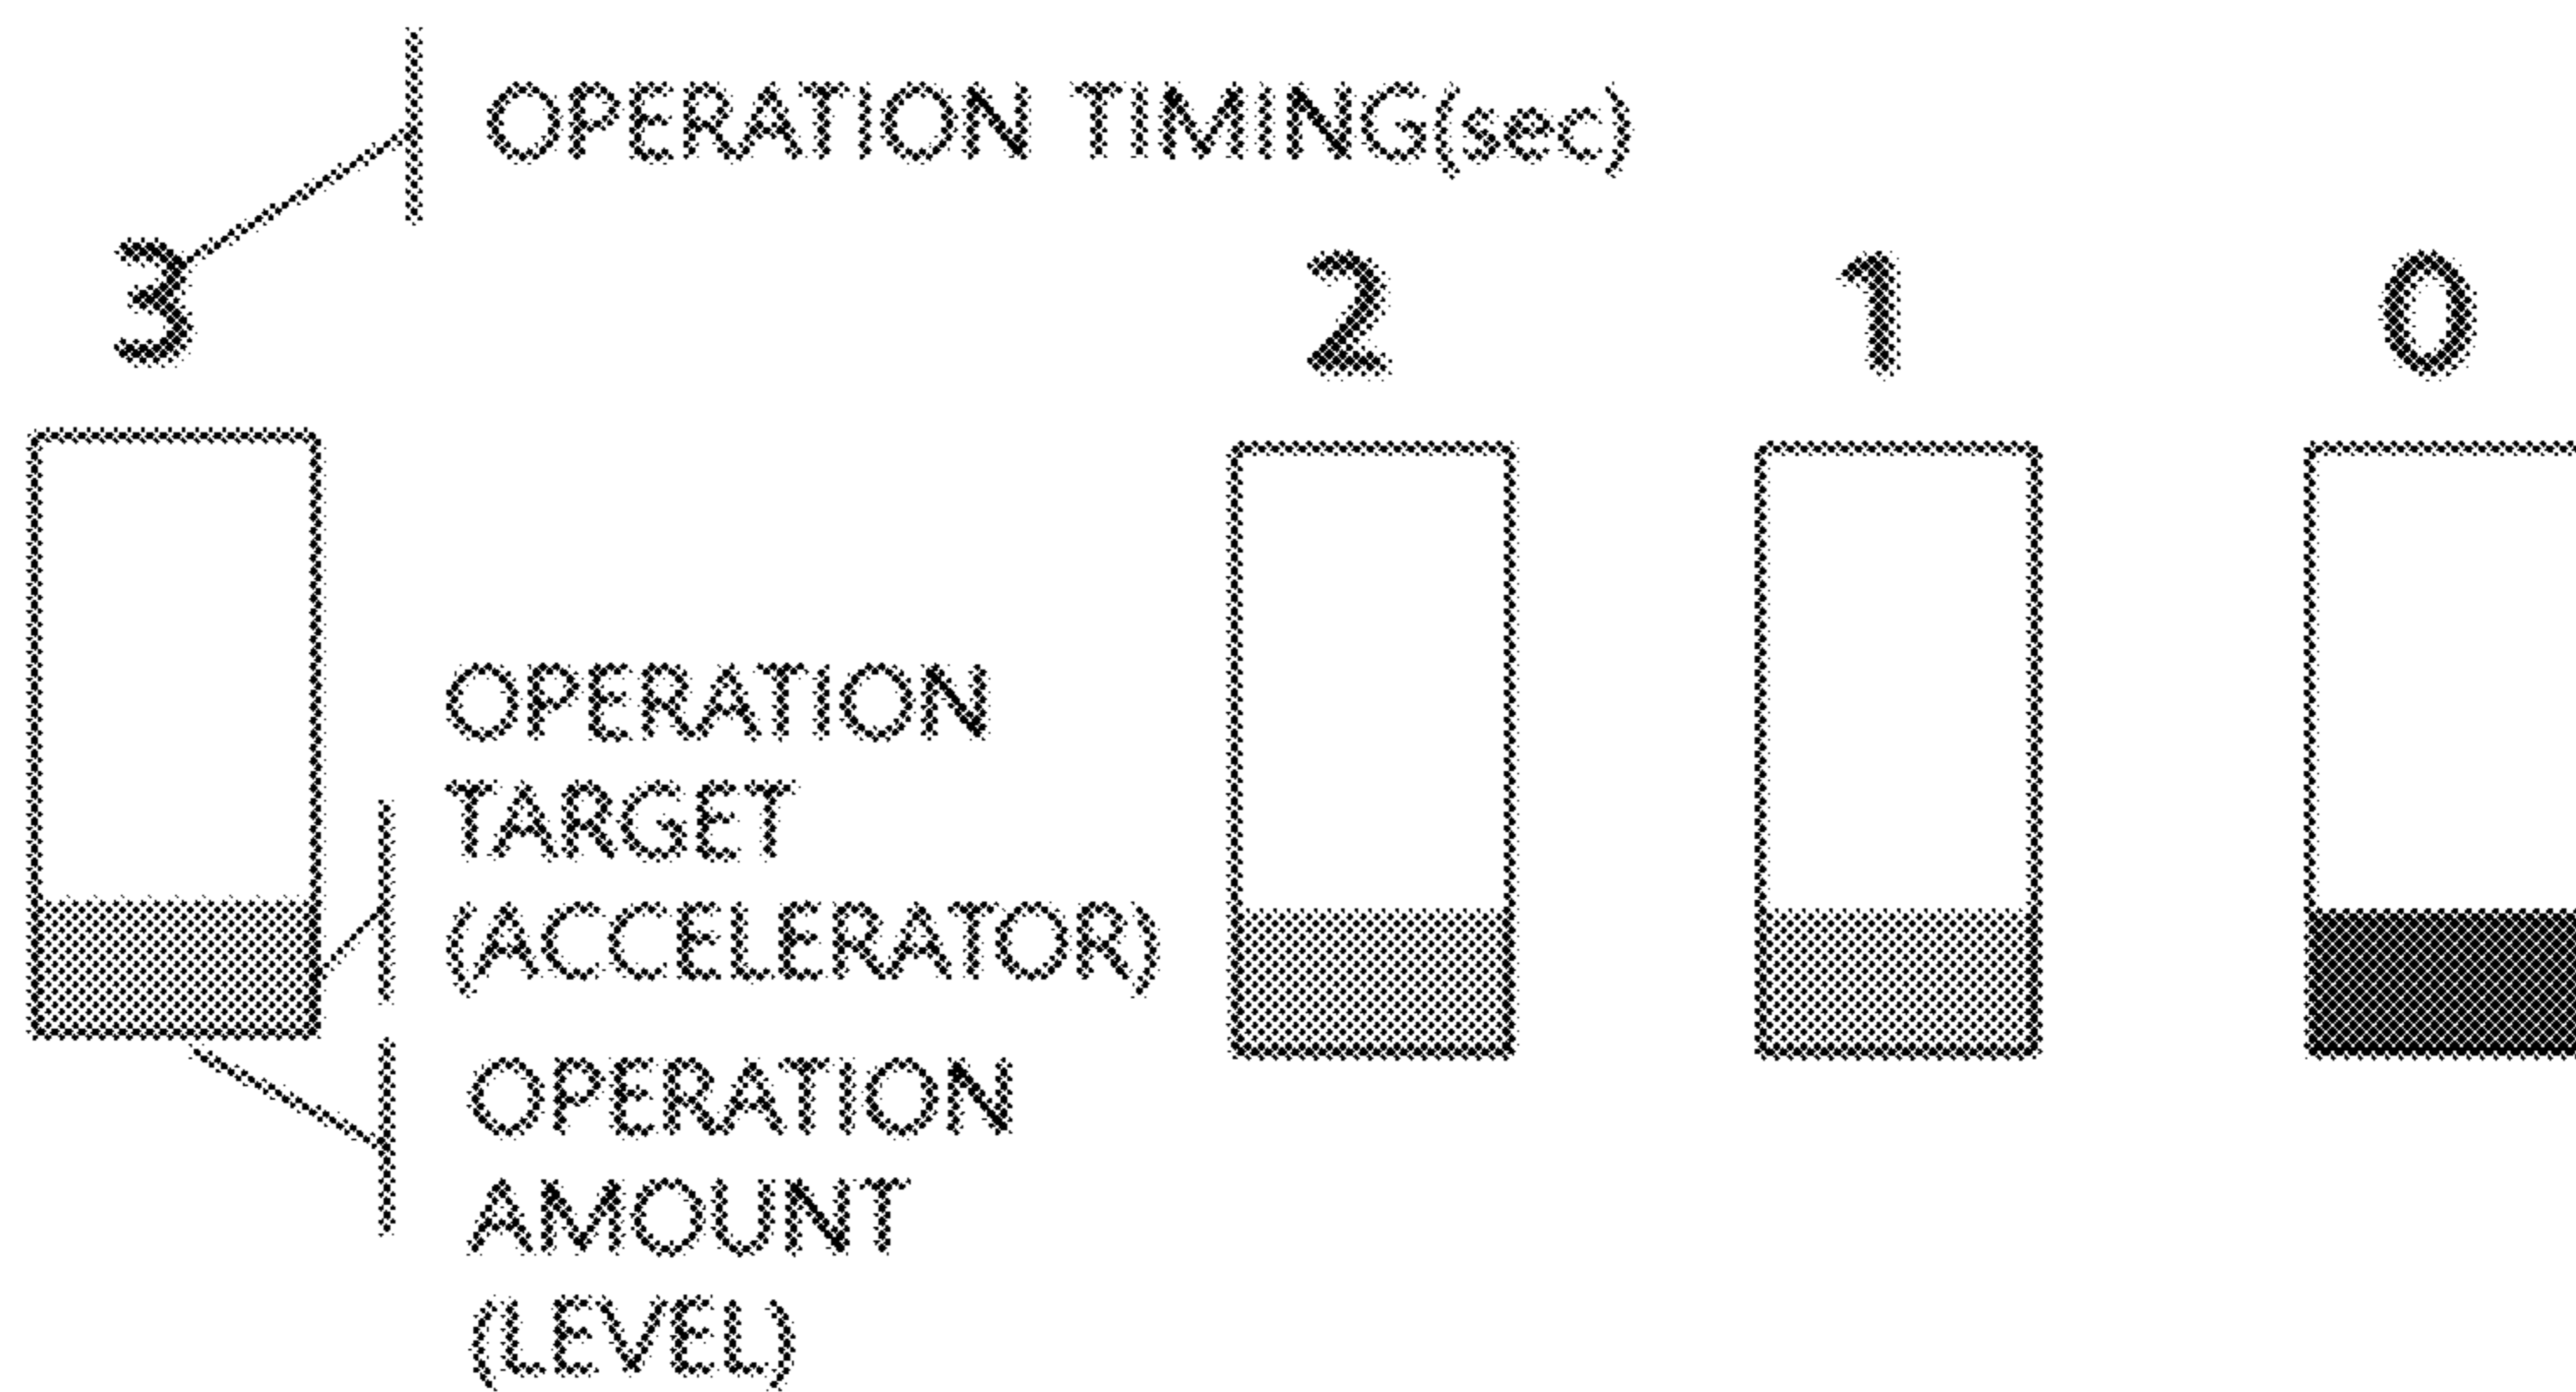 OPERATION TIMING(sec)
3 2 1 0
OPERATION
TARGET
(ACCELERATOR)
OPERATION
AMOUNT
(LEVEL)